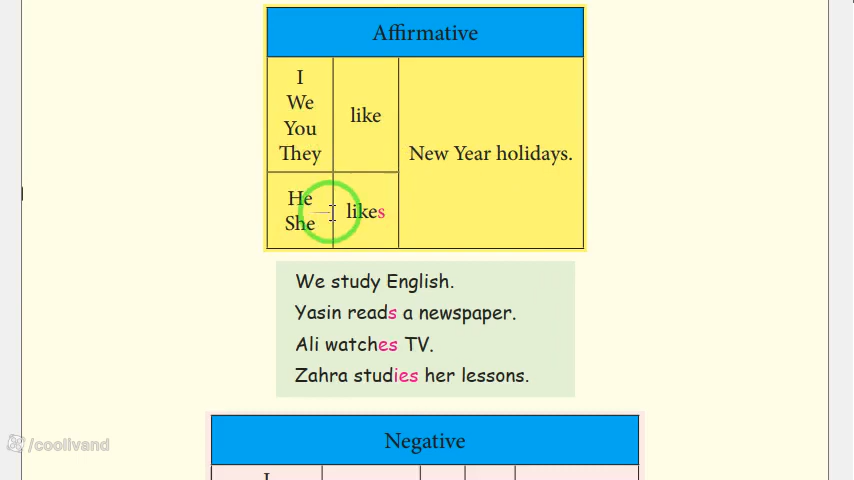 Affirmative
I
We
You
They
like
New Year holidays.
He
She
likes
We study English.
Yasin reads a newspaper.
Ali watches TV.
Zahra studies her lessons.
Negative
I
/coolivand